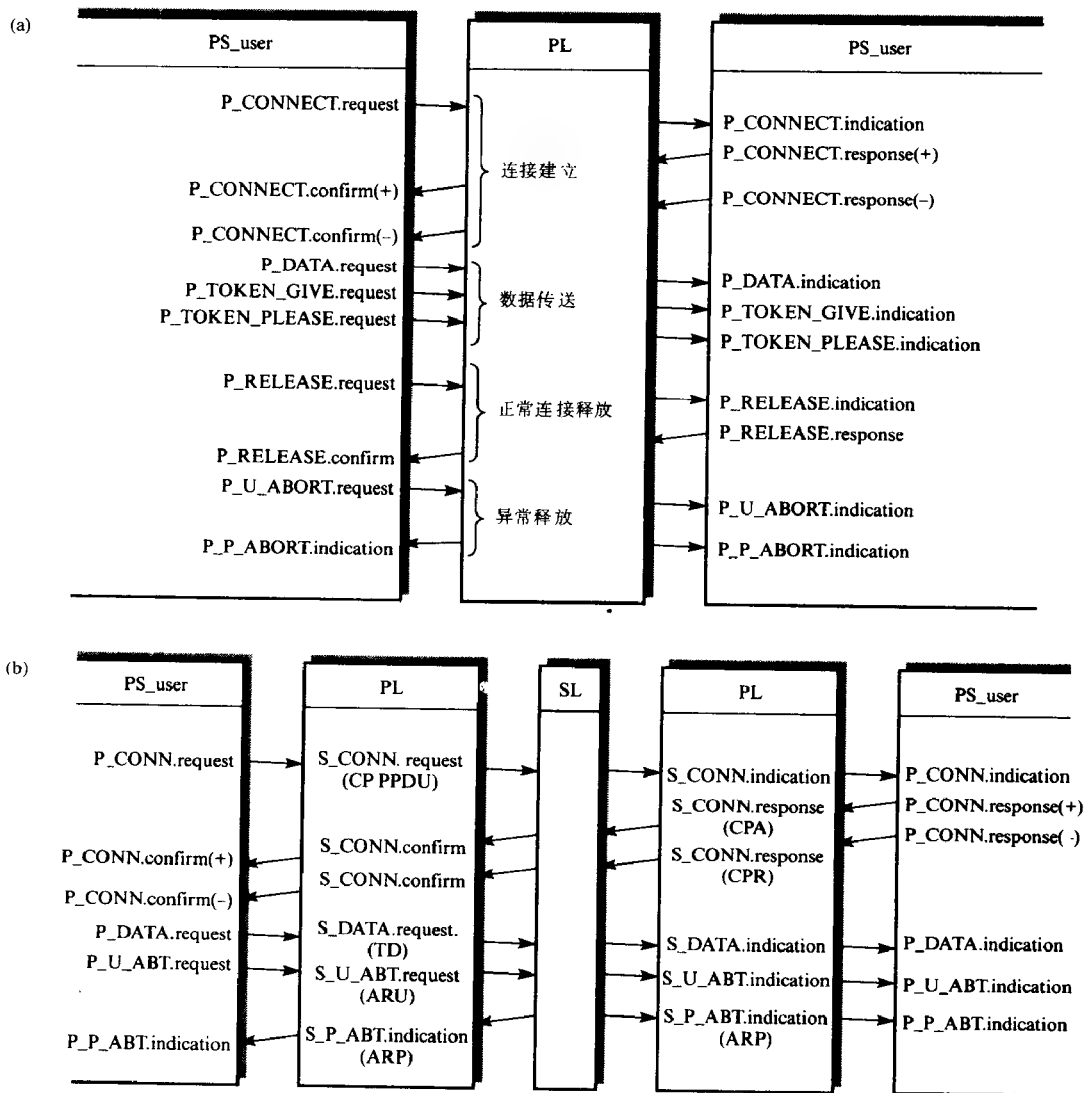 (a)
PS_user
PL
PS_user
P_CONNECT.request
P_CONNECT.indication
P_CONNECT.response(+)
连接建立
P_CONNECT.confirm(+)
P_CONNECT.response(–)
P_CONNECT.confirm(–)
P_DATA.request
P_DATA.indication
P_TOKEN_GIVE.request
数据传送
P_TOKEN_GIVE.indication
P_TOKEN_PLEASE.request
P_TOKEN_PLEASE.indication
P_RELEASE.request
正常连接释放
P_RELEASE.indication
P_RELEASE.response
P_RELEASE.confirm
P_U_ABORT.request
异常释放
P_U_ABORT.indication
P_P_ABORT.indication
P_P_ABORT.indication
(b)
PS_user
PL
SL
PL
PS_user
P_CONN.request
S_CONN. request
(CP PPDU)
S_CONN.indication
P_CONN.indication
S_CONN.response
(CPA)
P_CONN.response(+)
P_CONN.confirm(+)
S_CONN.confirm
S_CONN.response
(CPR)
P_CONN.response(-)
P_CONN.confirm(–)
S_CONN.confirm
P_DATA.request
S_DATA.request.
(TD)
S_DATA.indication
P_DATA.indication
P_U_ABT.request
S_U_ABT.request
(ARU)
S_U_ABT.indication
P_U_ABT.indication
P_P_ABT.indication
S_P_ABT.indication
(ARP)
S_P_ABT.indication
(ARP)
P_P_ABT.indication